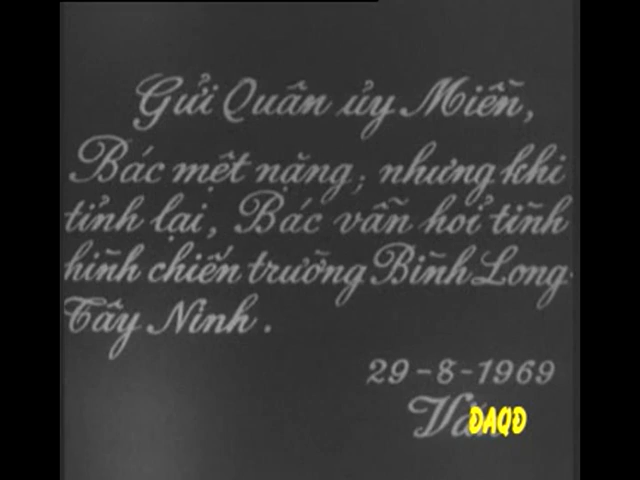 Gửi Quân ủy Miền,
Bác mệt nặng; nhưng khi
tỉnh lại, Bác vẫn hỏi tình
hình chiến trường Bình Long-
Tây Ninh.
29-8-1969
Văn
ĐAQĐ